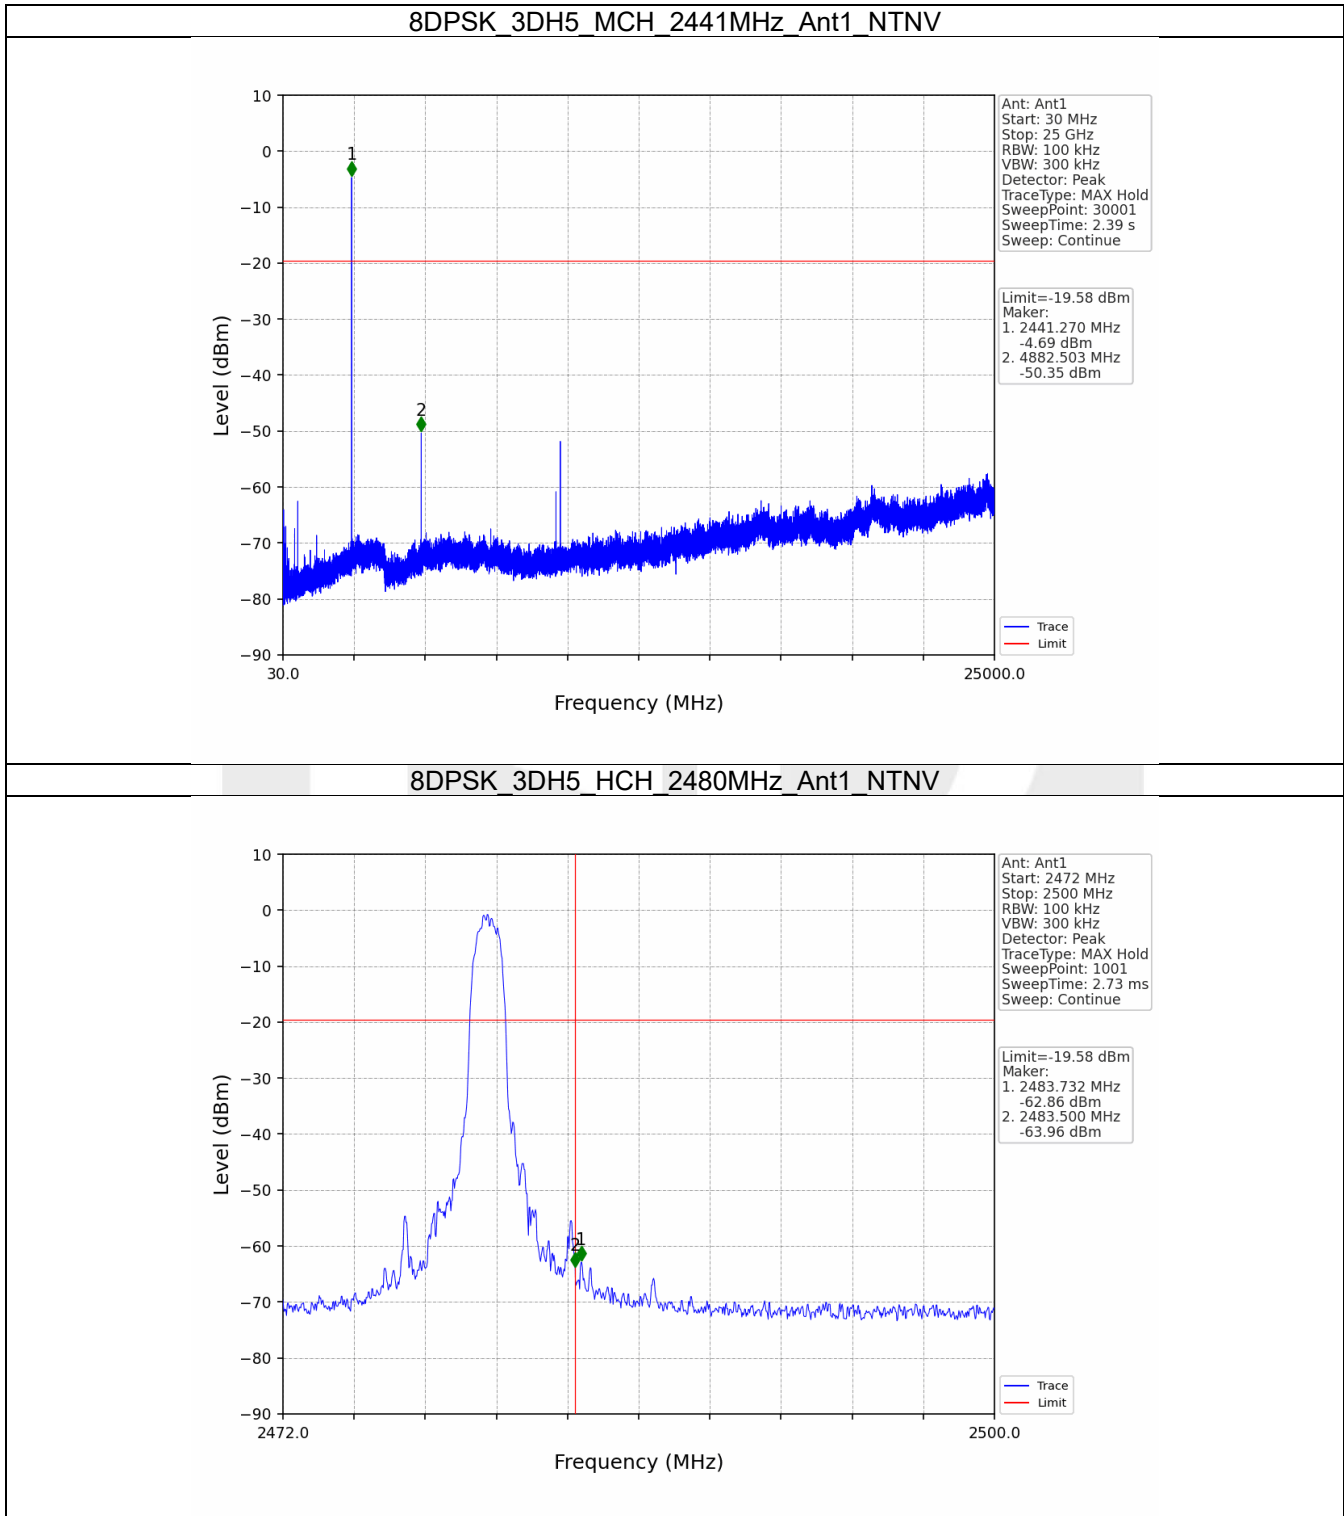 8DPSK_3DH5_MCH_2441MHz_Ant1_NTNV
10
0
−10
−20
−30
−40
−50
−60
−70
−80
−90
Level (dBm)
1
2
30.0
25000.0
Frequency (MHz)
Ant: Ant1
Start: 30 MHz
Stop: 25 GHz
RBW: 100 kHz
VBW: 300 kHz
Detector: Peak
TraceType: MAX Hold
SweepPoint: 30001
SweepTime: 2.39 s
Sweep: Continue
Limit=-19.58 dBm
Maker:
1. 2441.270 MHz
-4.69 dBm
2. 4882.503 MHz
-50.35 dBm
Trace
Limit
8DPSK_3DH5_HCH_2480MHz_Ant1_NTNV
10
0
−10
−20
−30
−40
−50
−60
−70
−80
−90
Level (dBm)
2
1
2472.0
2500.0
Frequency (MHz)
Ant: Ant1
Start: 2472 MHz
Stop: 2500 MHz
RBW: 100 kHz
VBW: 300 kHz
Detector: Peak
TraceType: MAX Hold
SweepPoint: 1001
SweepTime: 2.73 ms
Sweep: Continue
Limit=-19.58 dBm
Maker:
1. 2483.732 MHz
-62.86 dBm
2. 2483.500 MHz
-63.96 dBm
Trace
Limit